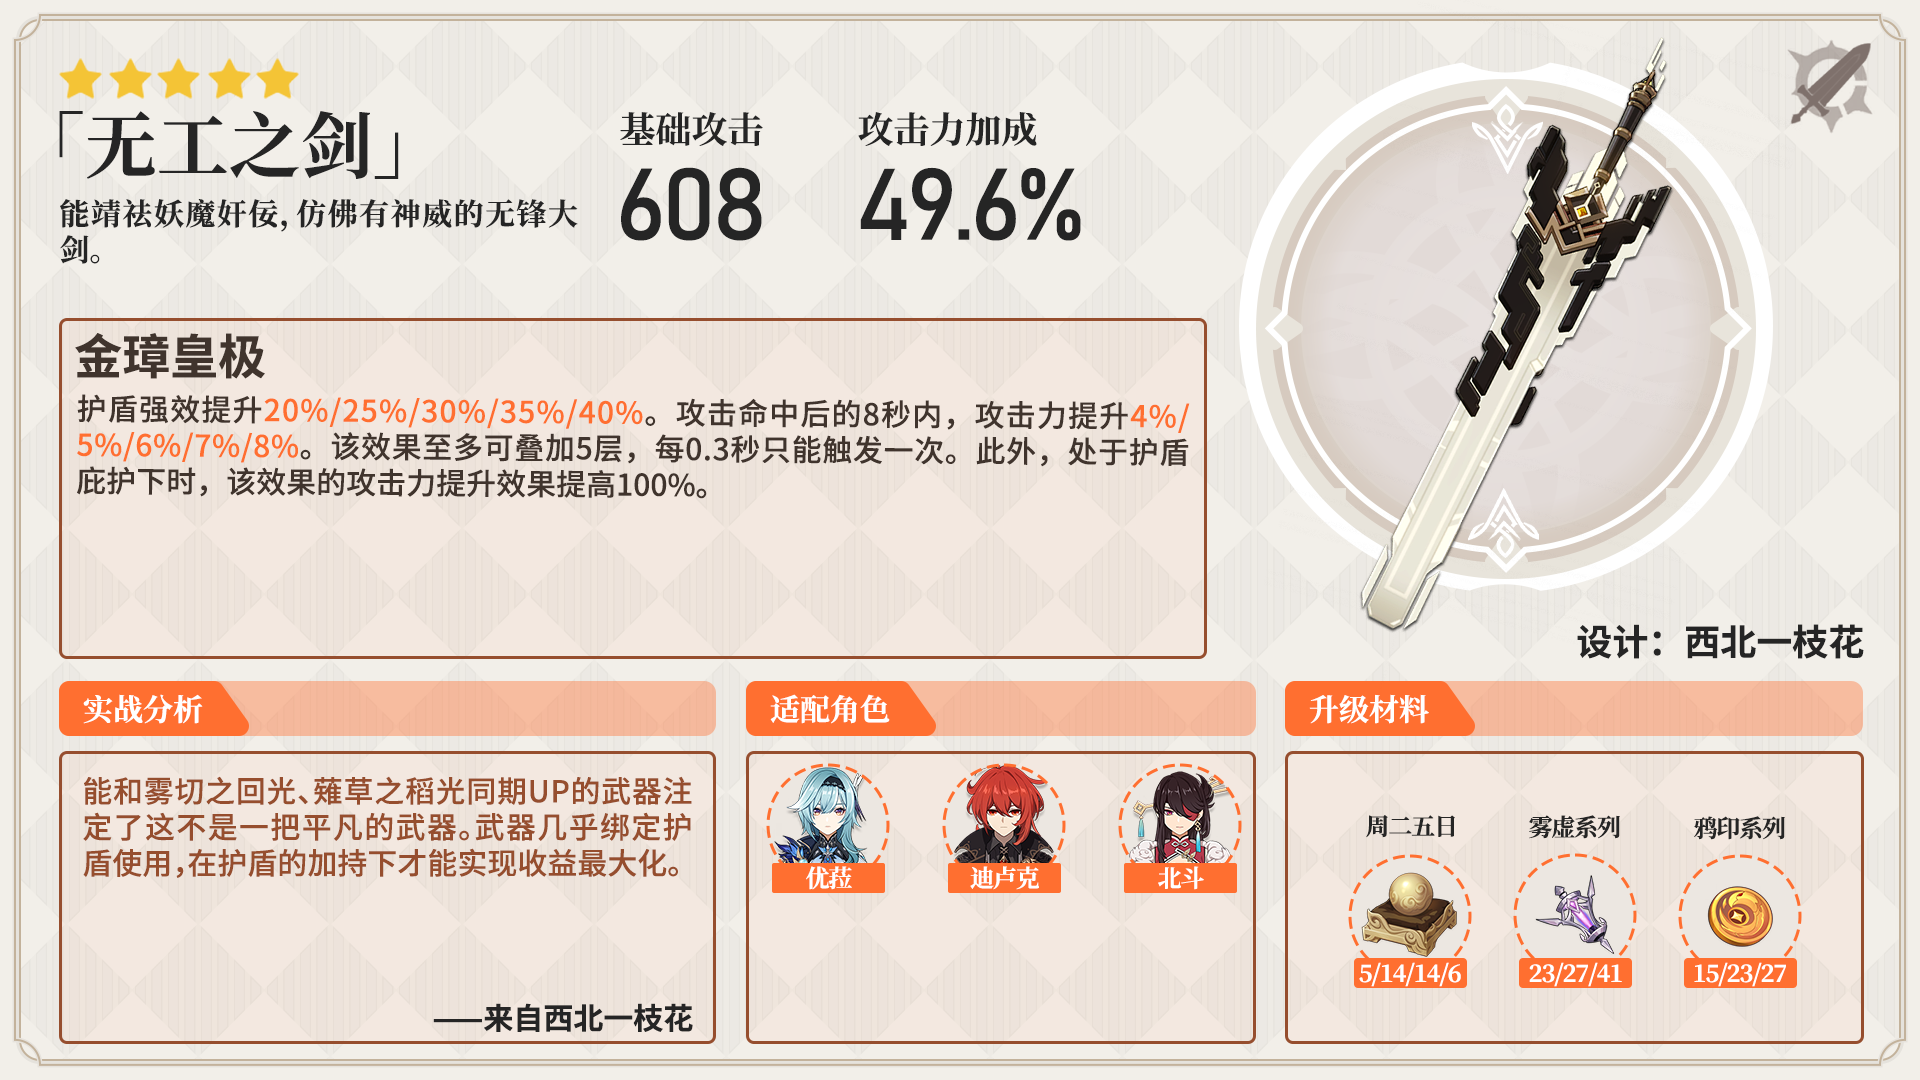 「无工之剑」
能靖祛妖魔奸佞，仿佛有神威的无锋大
剑。
基础攻击
608
攻击力加成
49.6%
金璋皇极
护盾强效提升20%/25%/30%/35%/40%。攻击命中后的8秒内，攻击力提升4%/
5%/6%/7%/8%。该效果至多可叠加5层，每0.3秒只能触发一次。此外，处于护盾
庇护下时，该效果的攻击力提升效果提高100%。
设计：西北一枝花
实战分析
能和雾切之回光、薙草之稻光同期UP的武器注
定了这不是一把平凡的武器。武器几乎绑定护
盾使用，在护盾的加持下才能实现收益最大化。
——来自西北一枝花
适配角色
优菈
迪卢克
北斗
升级材料
周二五日
雾虚系列
鸦印系列
5/14/14/6
23/27/41
15/23/27